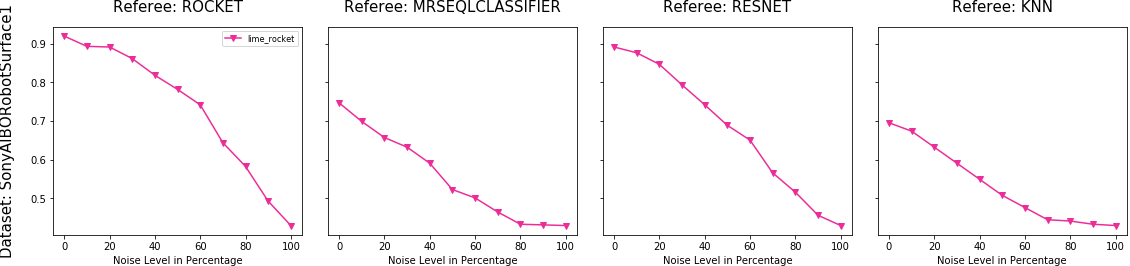 Dataset: SonyAIBORobotSurface1
Referee: ROCKET
lime_rocket
0.9
0.8
0.7
0.6
0.5
0 20 40 60 80 100
Noise Level in Percentage
Referee: MRSEQLCLASSIFIER
0 20 40 60 80 100
Noise Level in Percentage
Referee: RESNET
0 20 40 60 80 100
Noise Level in Percentage
Referee: KNN
0 20 40 60 80 100
Noise Level in Percentage